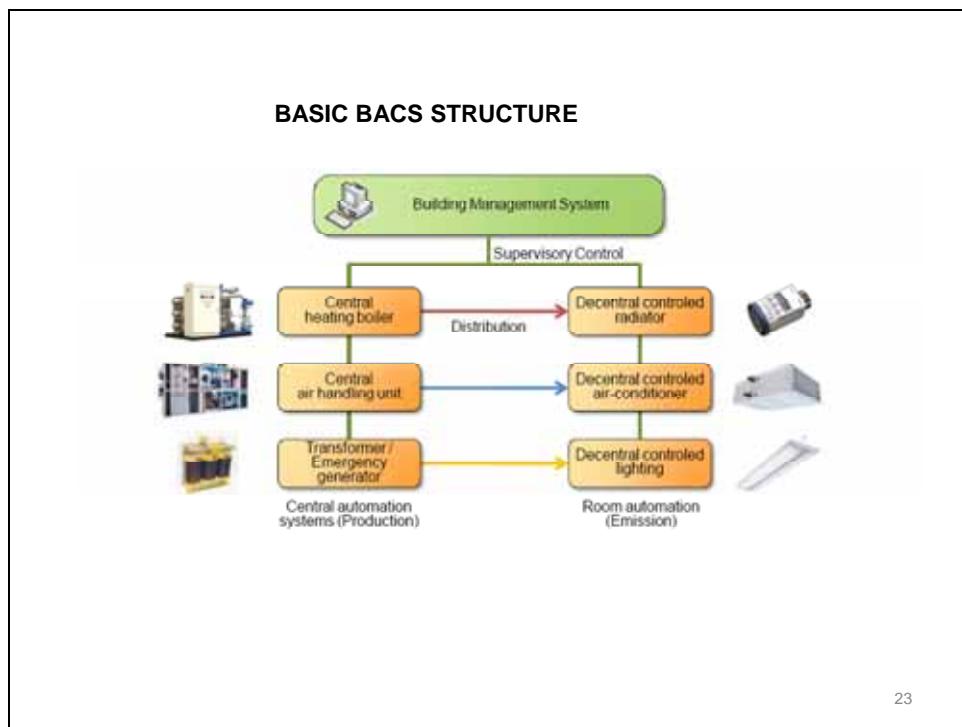 BASIC BACS STRUCTURE
Building Management System
Supervisory Control
Central
heating boiler
Distribution
Decentral controled
radiator
Central
air handling unit
Decentral controled
air-conditioner
Transformer /
Emergency
generator
Decentral controled
lighting
Central automation
systems (Production)
Room automation
(Emission)
23